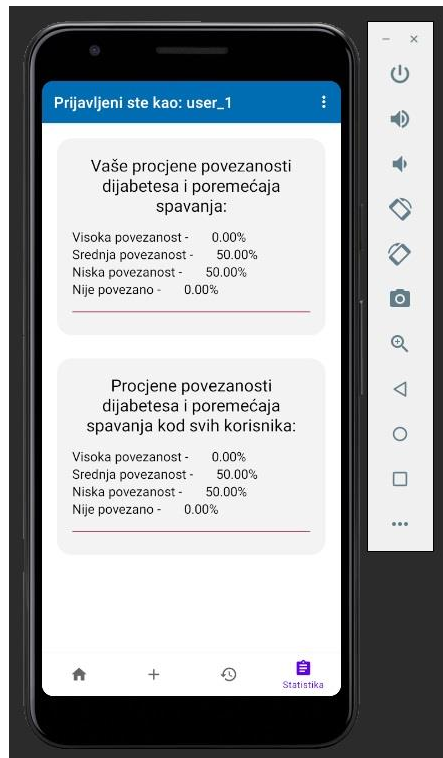 Prijavljeni ste kao: user_1
Vaše procjene povezanosti
dijabetesa i poremećaja
spavanja:
Visoka povezanost - 0.00%
Srednja povezanost - 50.00%
Niska povezanost - 50.00%
Nije povezano - 0.00%
Procjene povezanosti
dijabetesa i poremećaja
spavanja kod svih korisnika:
Visoka povezanost - 0.00%
Srednja povezanost - 50.00%
Niska povezanost - 50.00%
Nije povezano - 0.00%
Statistika